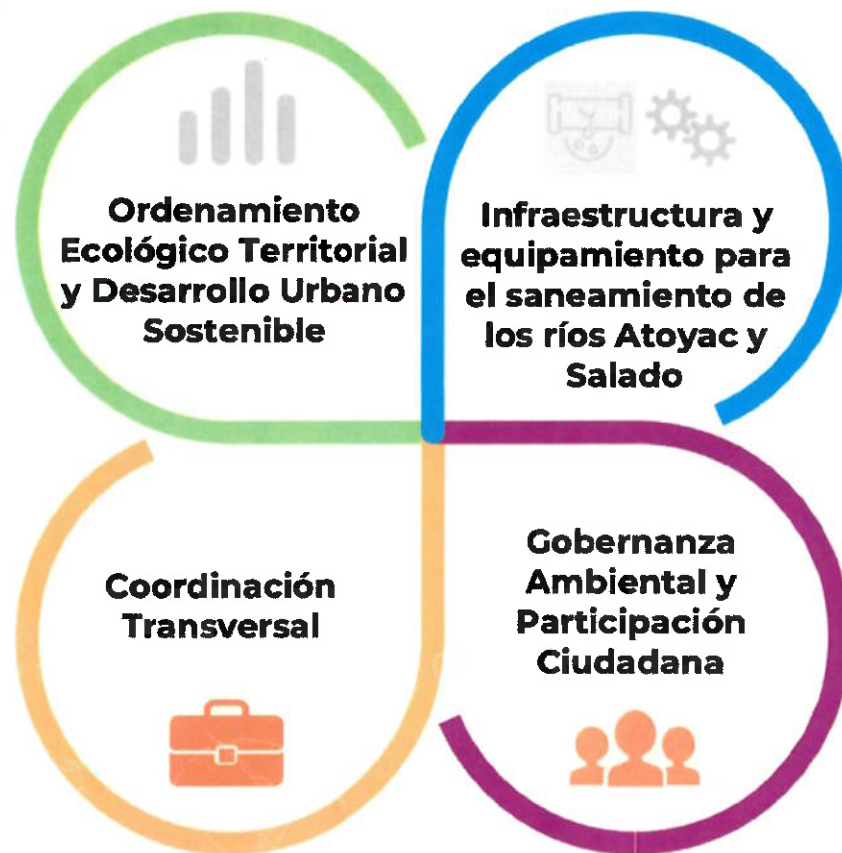 Ordenamiento
Ecológico Territorial
y Desarrollo Urbano
Sostenible
Infraestructura y
equipamiento para
el saneamiento de
los ríos Atoyac y
Salado
Coordinación
Transversal
Gobernanza
Ambiental y
Participación
Ciudadana